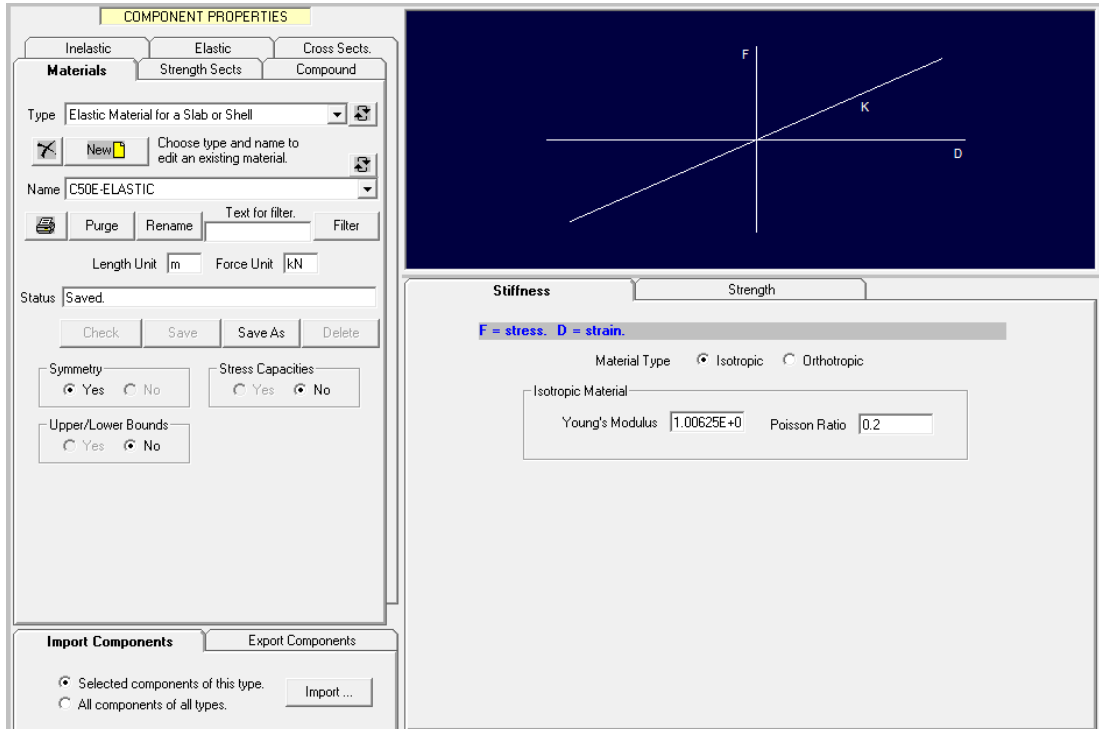 COMPONENT PROPERTIES
Inelastic Elastic Cross Sects.
Materials Strength Sects Compound
Type Elastic Material for a Slab or Shell
New Choose type and name to
edit an existing material.
Name C50E-ELASTIC
Purge Rename Text for filter. Filter
Length Unit m Force Unit kN
Status Saved.
Check Save Save As Delete
Symmetry
Yes No
Stress Capacities
Yes No
Upper/Lower Bounds
Yes No
Import Components Export Components
Selected components of this type.
All components of all types.
Import ...
F
K
D
Stiffness Strength
F = stress. D = strain.
Material Type Isotropic Orthotropic
Isotropic Material
Young's Modulus 1.00625E+0 Poisson Ratio 0.2